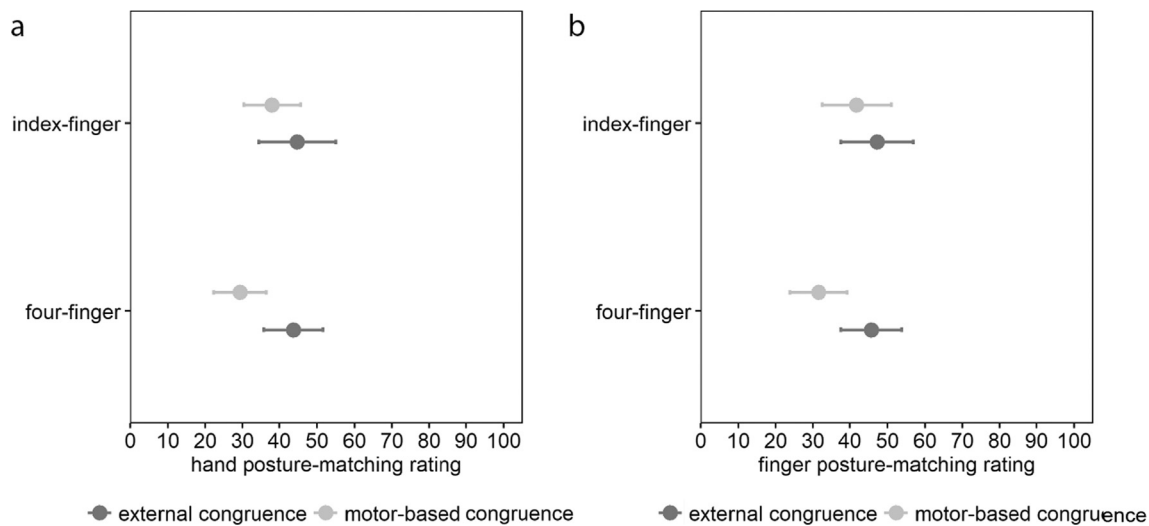 a
index-finger
four-finger
0 10 20 30 40 50 60 70 80 90 100
hand posture-matching rating
external congruence motor-based congruence
b
index-finger
four-finger
0 10 20 30 40 50 60 70 80 90 100
finger posture-matching rating
external congruence motor-based congruence